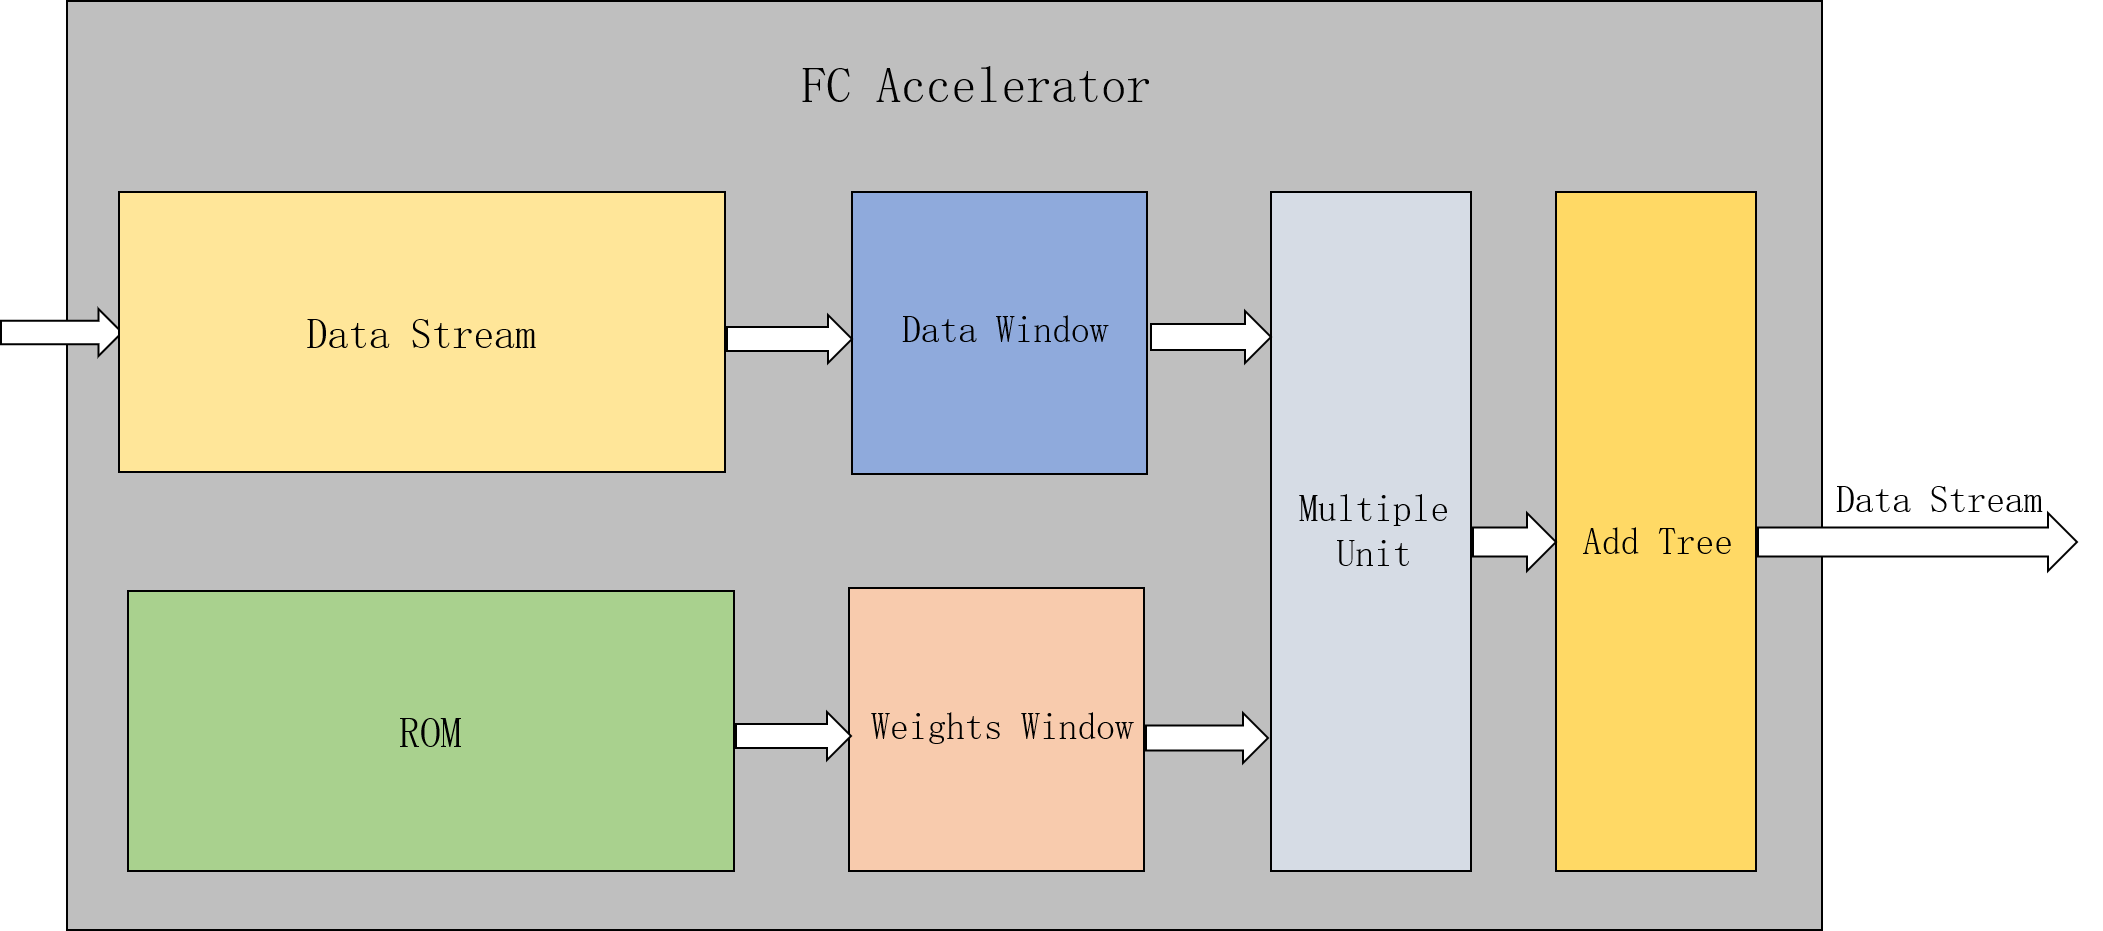 FC Accelerator
Data Stream
Data Window
Multiple
Unit
Add Tree
Data Stream
ROM
Weights Window